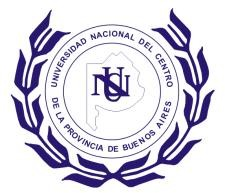 UNIVERSIDAD NACIONAL DEL CENTRO
DE LA PROVINCIA DE BUENOS AIRES
UNC